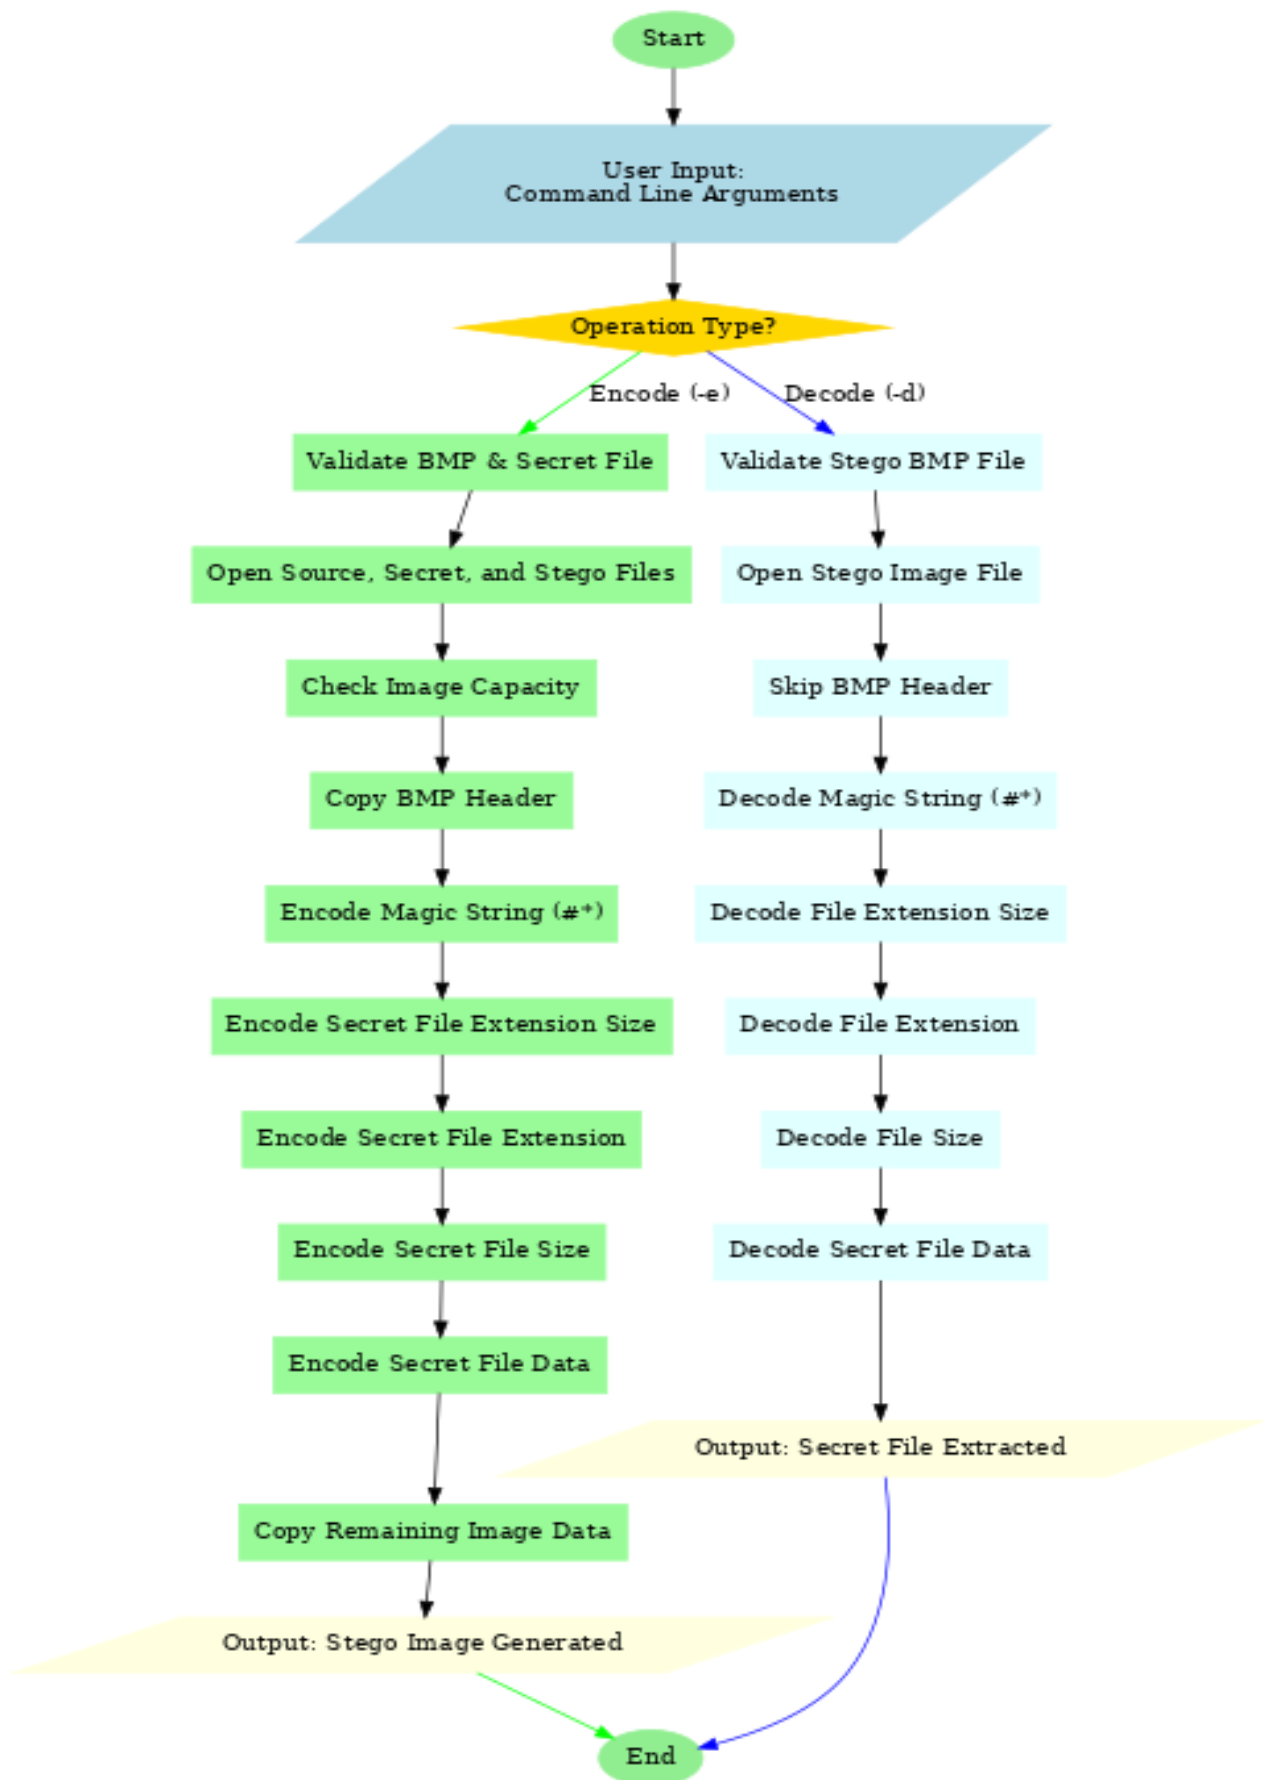 Start
User Input:
Command Line Arguments
Operation Type?
Encode (-e)
Decode (-d)
Validate BMP & Secret File
Open Source, Secret, and Stego Files
Check Image Capacity
Copy BMP Header
Encode Magic String (#*)
Encode Secret File Extension Size
Encode Secret File Extension
Encode Secret File Size
Encode Secret File Data
Copy Remaining Image Data
Output: Stego Image Generated
Validate Stego BMP File
Open Stego Image File
Skip BMP Header
Decode Magic String (#*)
Decode File Extension Size
Decode File Extension
Decode File Size
Decode Secret File Data
Output: Secret File Extracted
End